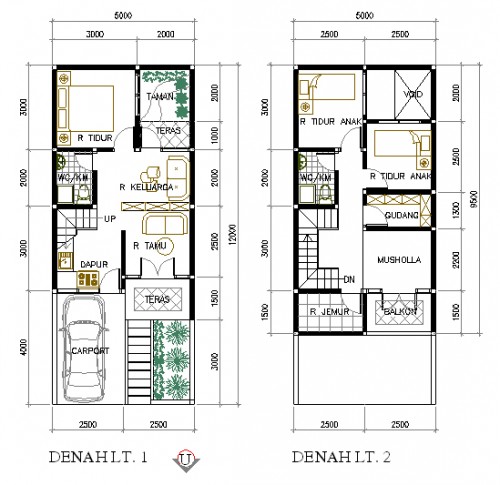 5000
3000 2000
3000
2000
3000
4000
TAMAN
TERAS
R TIDUR
WC/KM
R KELUARGA
UP
R TAMU
DAPUR
TERAS
CARPORT
2000
1000
2000
2500
1500
3000
12000
2500 2500
DENAH LT. 1
U
5000
2500 2500
3000
2000
3000
1500
VOID
R TIDUR ANAK
R TIDUR ANAK
WC/KM
GUDANG
MUSHOLLA
DN
R JEMUR
BALKON
2000
2500
1300
2200
1500
9500
2500 2500
DENAH LT. 2